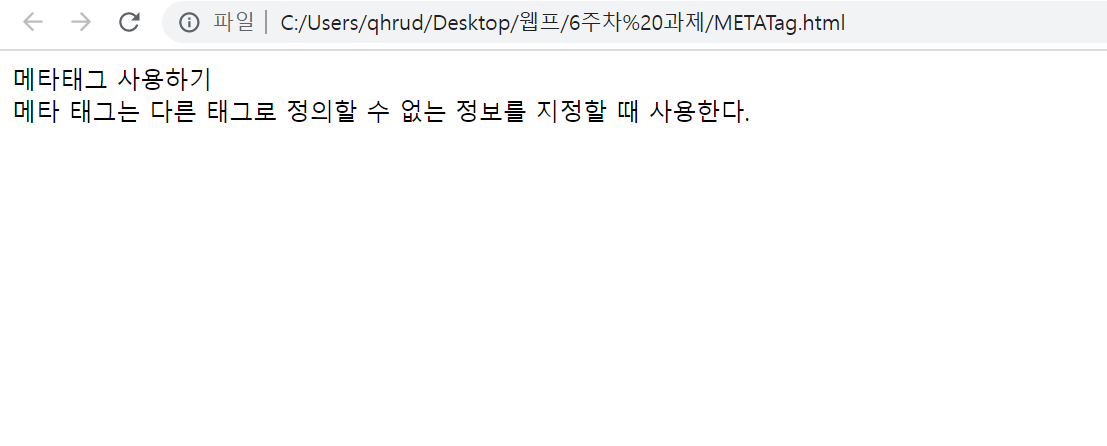 파일 | C:/Users/qhrud/Desktop/웹프/6주차%20과제/METATag.html
메타태그 사용하기
메타 태그는 다른 태그로 정의할 수 없는 정보를 지정할 때 사용한다.